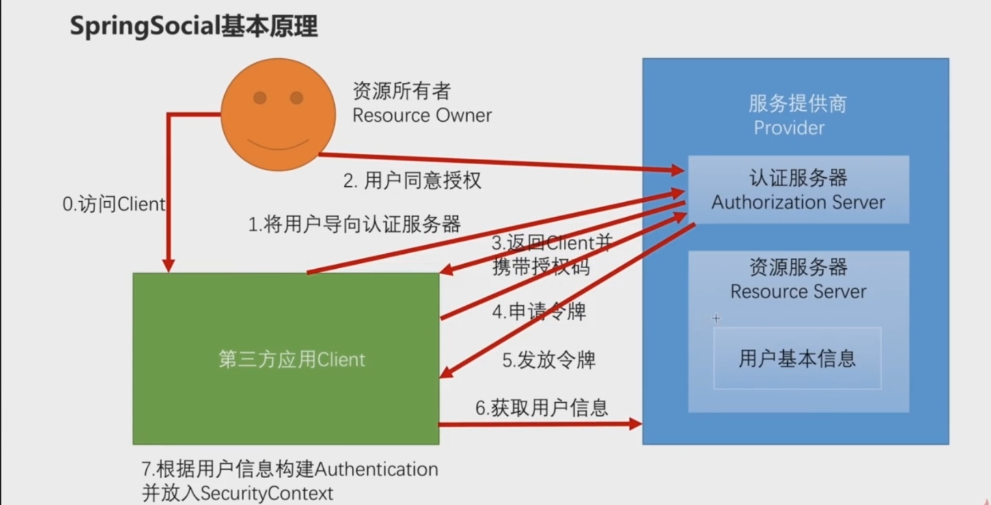 SpringSocial基本原理
资源所有者
Resource Owner
服务提供商
Provider
2. 用户同意授权
认证服务器
Authorization Server
0.访问Client
1.将用户导向认证服务器
3.返回Client并
携带授权码
资源服务器
Resource Server
4.申请令牌
第三方应用Client
5.发放令牌
用户基本信息
6.获取用户信息
7.根据用户信息构建Authentication
并放入SecurityContext